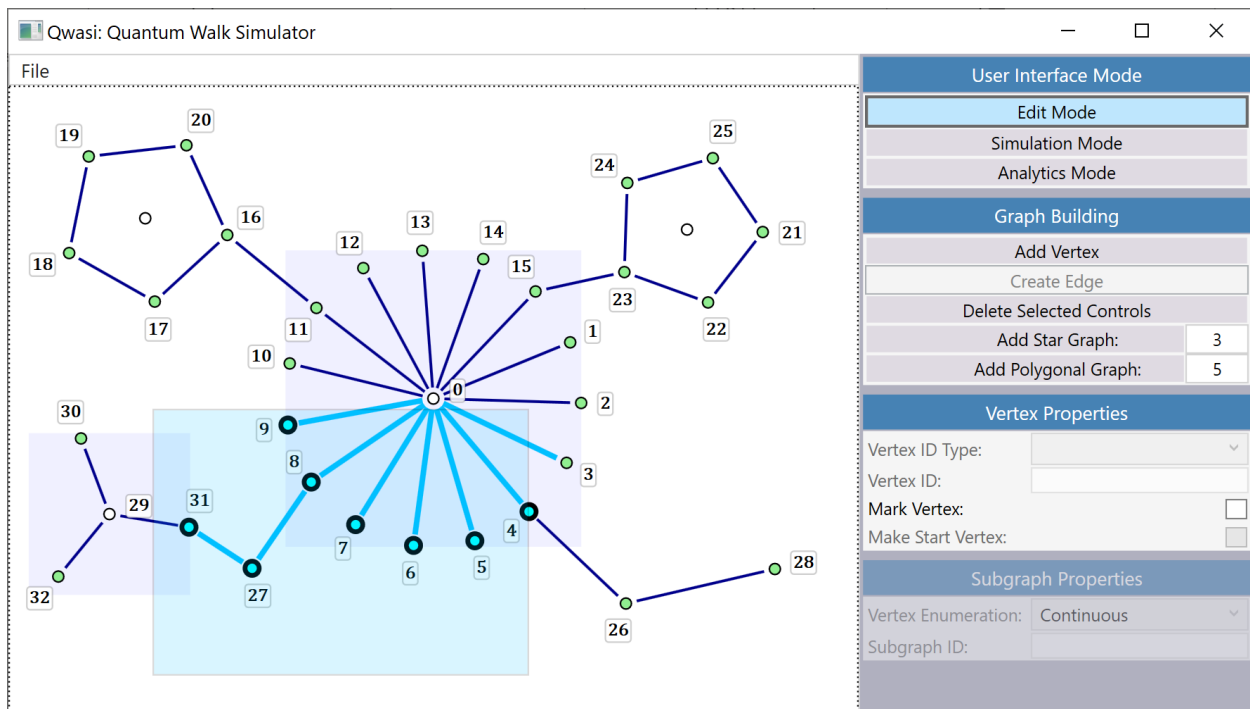 Qwasi: Quantum Walk Simulator
File
User Interface Mode
Edit Mode
Simulation Mode
Analytics Mode
Graph Building
Add Vertex
Create Edge
Delete Selected Controls
Add Star Graph: 3
Add Polygonal Graph: 5
Vertex Properties
Vertex ID Type:
Vertex ID:
Mark Vertex:
Make Start Vertex:
Subgraph Properties
Vertex Enumeration: Continuous
Subgraph ID:
20
19
25
24
16
13
14
12
21
18
15
23
17
11
22
1
10
0
2
30
9
8
3
31
29
4
7
5
6
28
32
27
26